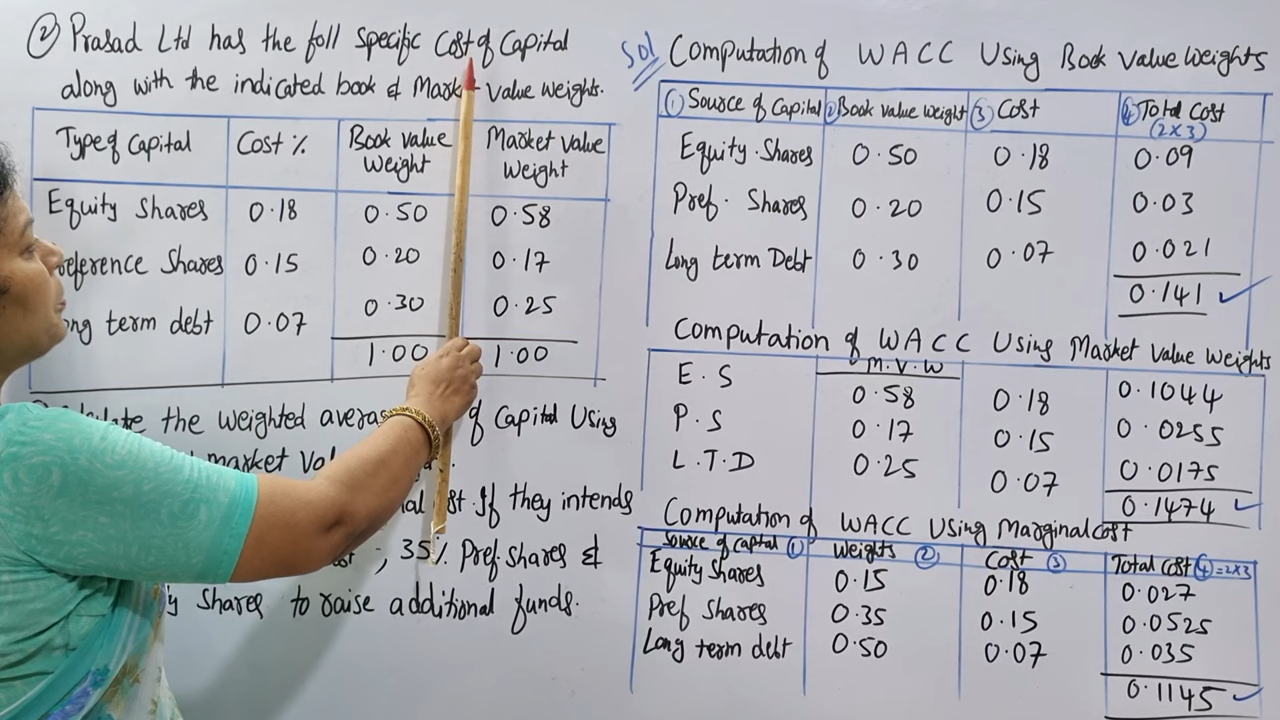 ② Prasad Ltd has the foll Specific Cost of Capital
along with the indicated book & Market Value Weights.
Type of Capital Cost % Book value Weight Market Value Weight
Equity Shares 0.18 0.50 0.58
eference Shares 0.15 0.20 0.17
ng term debt 0.07 0.30 0.25
1.00 1.00
the weighted avera of Capital Using
market Val
st. If they intends
; 35% Pref. shares &
y Shares to raise additional funds.
Sol Computation of WACC Using Book Value Weights
① Source of Capital ② Book value Weight ③ Cost ④ Total Cost (2x3)
Equity. Shares 0.50 0.18 0.09
Pref. Shares 0.20 0.15 0.03
Long term Debt 0.30 0.07 0.021
0.141
Computation of WACC Using Market Value Weights
M.V.W
E.S 0.58 0.18 0.1044
P.S 0.17 0.15 0.0255
L.T.D 0.25 0.07 0.0175
0.1474
Computation of WACC Using Marginal Cost
Source of Capital ① Weights ② Cost ③ Total Cost ④=2x3
Equity Shares 0.15 0.18 0.027
Pref Shares 0.35 0.15 0.0525
Long term debt 0.50 0.07 0.035
0.1145